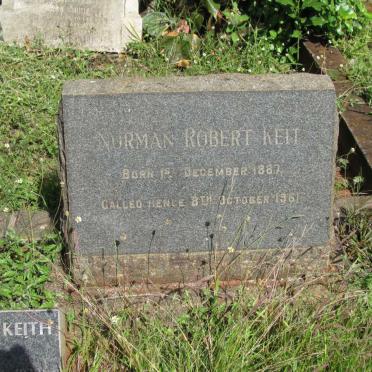 NORMAN ROBERT KEIT
BORN 1ST DECEMBER 1887,
CALLED HENCE 8TH OCTOBER 1961
KEITH